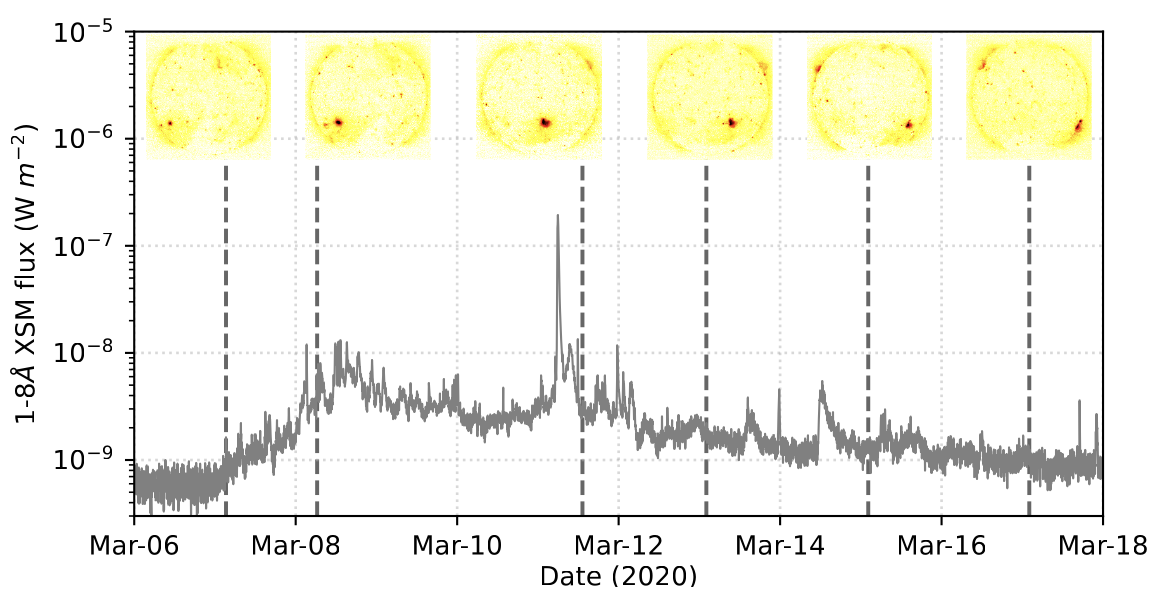 10⁻⁵
10⁻⁶
10⁻⁷
10⁻⁸
10⁻⁹
1-8Å XSM flux (W m⁻²)
Mar-06 Mar-08 Mar-10 Mar-12 Mar-14 Mar-16 Mar-18
Date (2020)